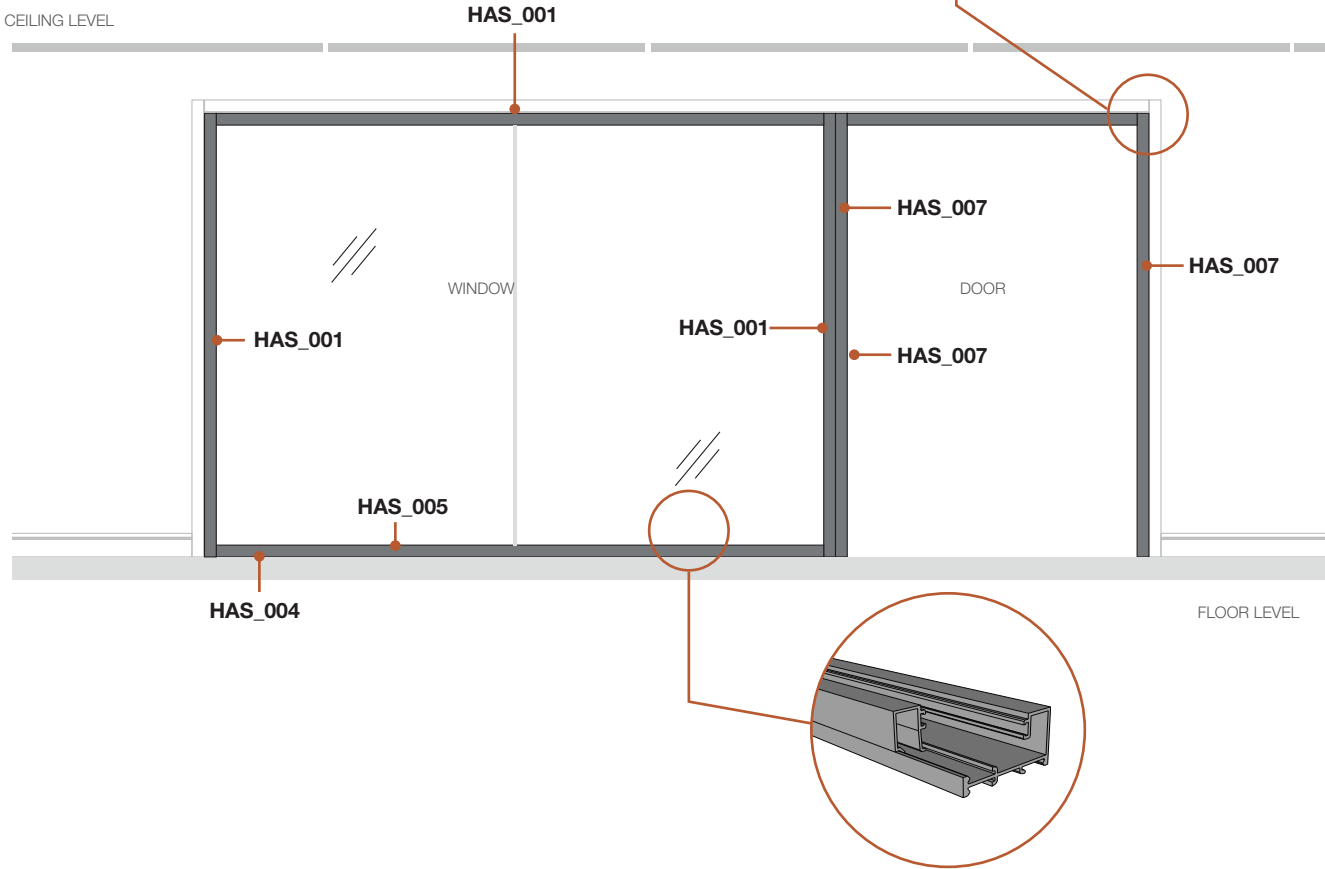 CEILING LEVEL
HAS_001
HAS_007
HAS_007
WINDOW
DOOR
HAS_001
HAS_001
HAS_007
HAS_005
HAS_004
FLOOR LEVEL